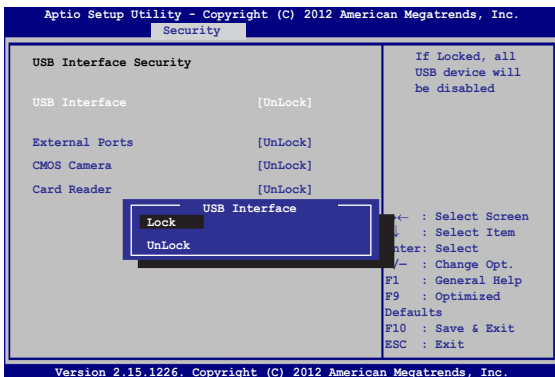 Aptio Setup Utility - Copyright (C) 2012 American Megatrends, Inc.
Security
USB Interface Security
USB Interface [UnLock]
External Ports [UnLock]
CMOS Camera [UnLock]
Card Reader [UnLock]
USB Interface
Lock
UnLock
If Locked, all
USB device will
be disabled
→← : Select Screen
↓ : Select Item
nter: Select
/— : Change Opt.
F1 : General Help
F9 : Optimized
Defaults
F10 : Save & Exit
ESC : Exit
Version 2.15.1226. Copyright (C) 2012 American Megatrends, Inc.